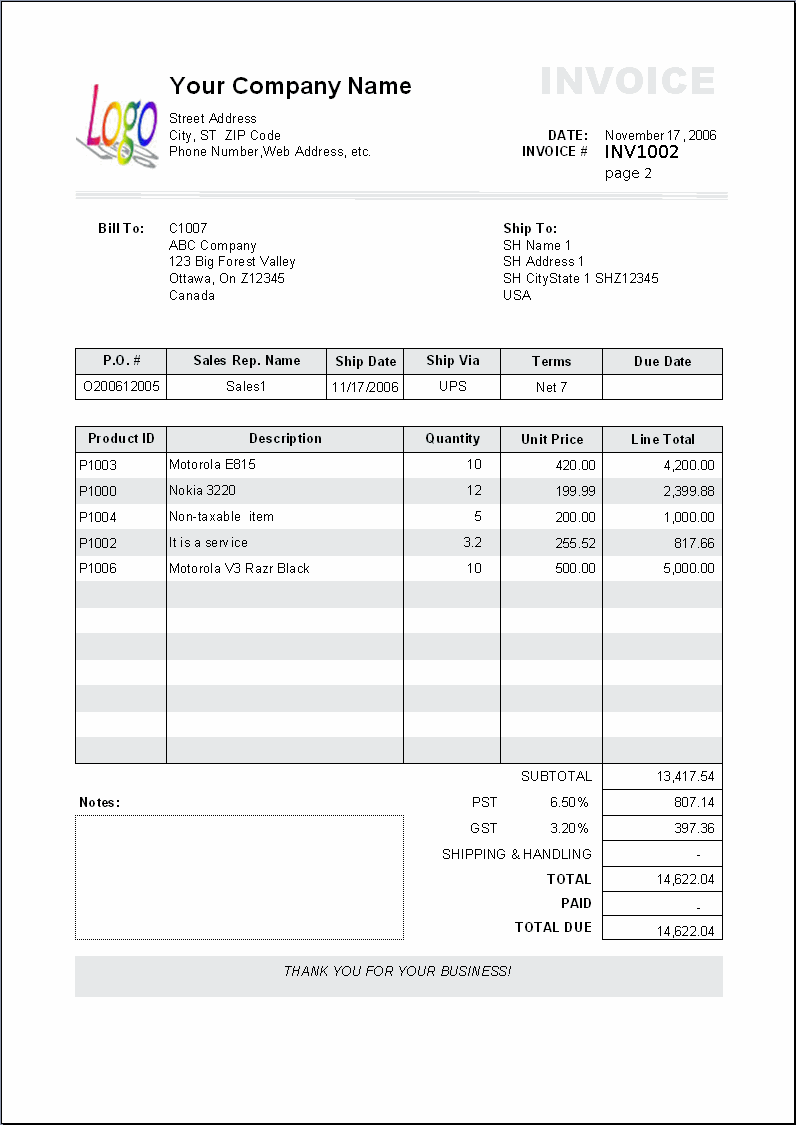 Logo
Your Company Name
INVOICE
Street Address
City, ST  ZIP Code
Phone Number,Web Address, etc.
DATE: November 17, 2006
INVOICE # INV1002
page 2
Bill To: C1007
ABC Company
123 Big Forest Valley
Ottawa, On Z12345
Canada
Ship To:
SH Name 1
SH Address 1
SH CityState 1 SHZ12345
USA
P.O. # Sales Rep. Name Ship Date Ship Via Terms Due Date
O200612005 Sales1 11/17/2006 UPS Net 7
Product ID Description Quantity Unit Price Line Total
P1003 Motorola E815 10 420.00 4,200.00
P1000 Nokia 3220 12 199.99 2,399.88
P1004 Non-taxable item 5 200.00 1,000.00
P1002 It is a service 3.2 255.52 817.66
P1006 Motorola V3 Razr Black 10 500.00 5,000.00
SUBTOTAL 13,417.54
Notes:
PST 6.50% 807.14
GST 3.20% 397.36
SHIPPING & HANDLING -
TOTAL 14,622.04
PAID -
TOTAL DUE 14,622.04
THANK YOU FOR YOUR BUSINESS!